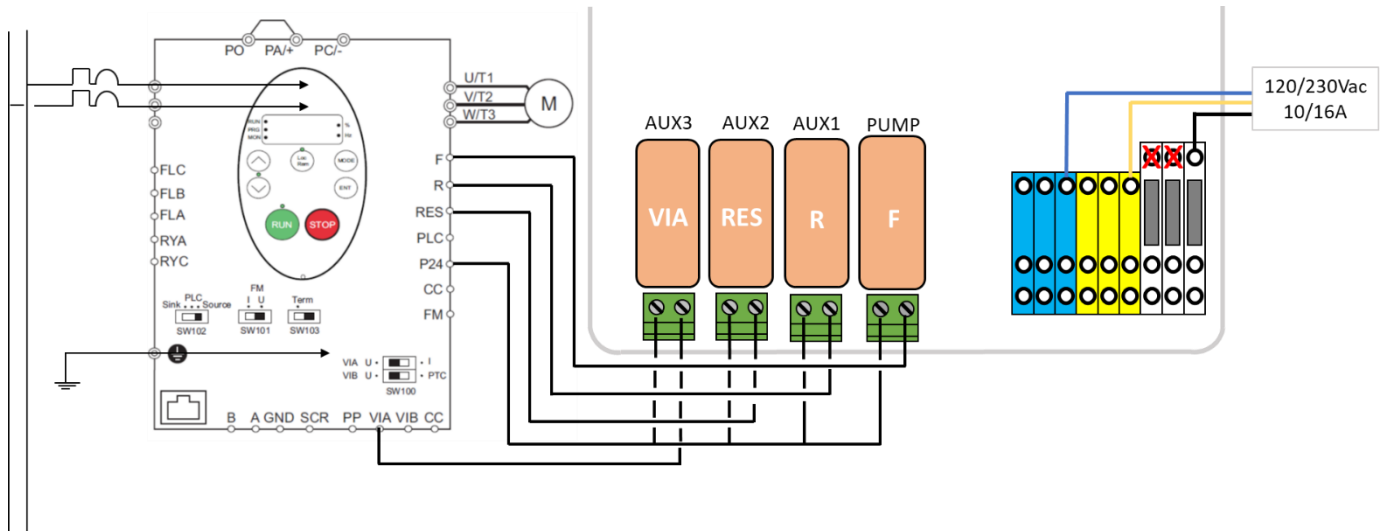 PO PA/+ PC/-
U/T1
V/T2
W/T3
M
RUN
PRG
MON
%
Hz
Loc
Rem
MODE
ENT
RUN
STOP
FLC
FLB
FLA
RYA
RYC
F
R
RES
PLC
P24
CC
FM
PLC
Sink Source
SW102
FM
I U
SW101
Term
SW103
VIA U I
VIB U PTC
SW100
B A GND SCR PP VIA VIB CC
AUX3 AUX2 AUX1 PUMP
VIA RES R F
120/230Vac
10/16A